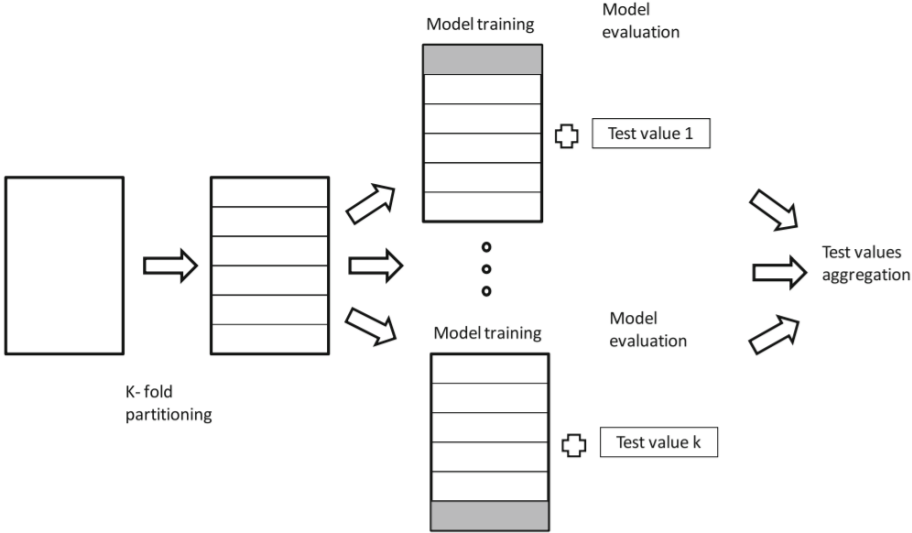 Model training
Model
evaluation
Test value 1
Test values
aggregation
Model training
Model
evaluation
K- fold
partitioning
Test value k